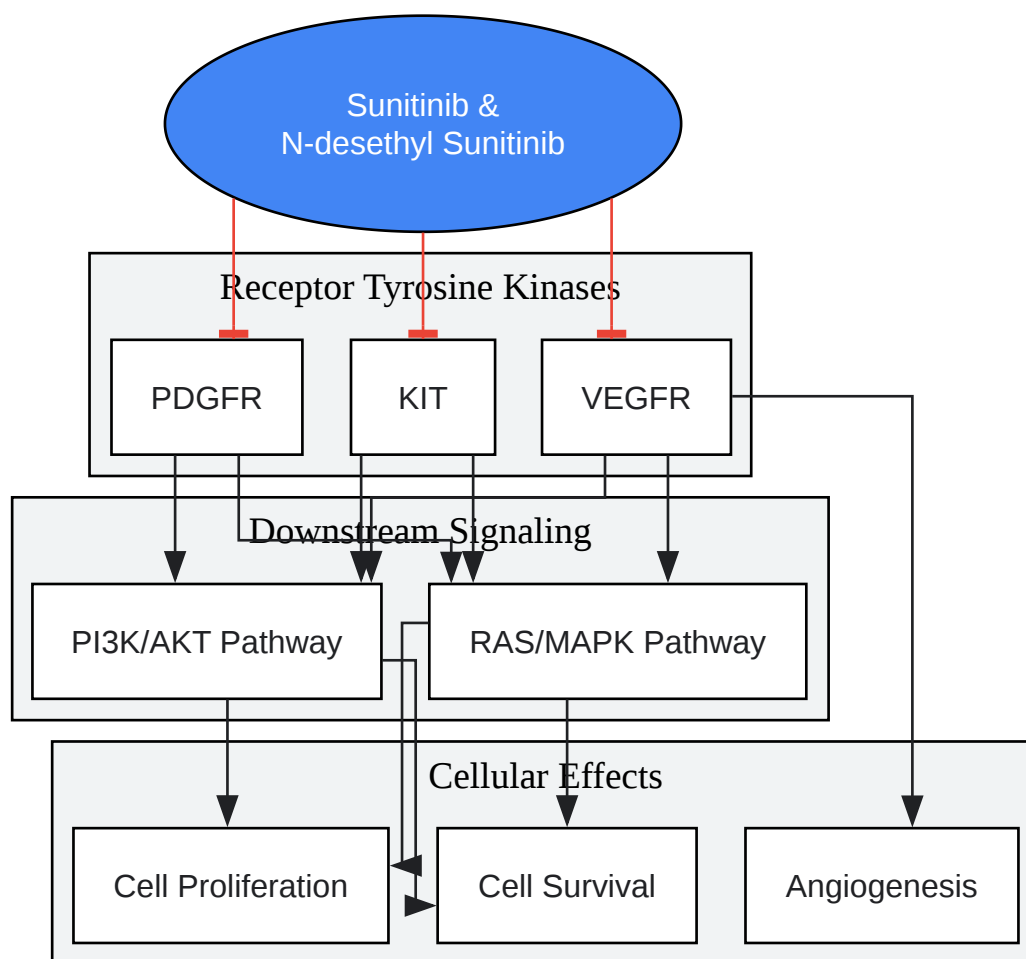 Sunitinib &
N-desethyl Sunitinib
Receptor Tyrosine Kinases
PDGFR
KIT
VEGFR
Downstream Signaling
PI3K/AKT Pathway
RAS/MAPK Pathway
Cellular Effects
Cell Proliferation
Cell Survival
Angiogenesis